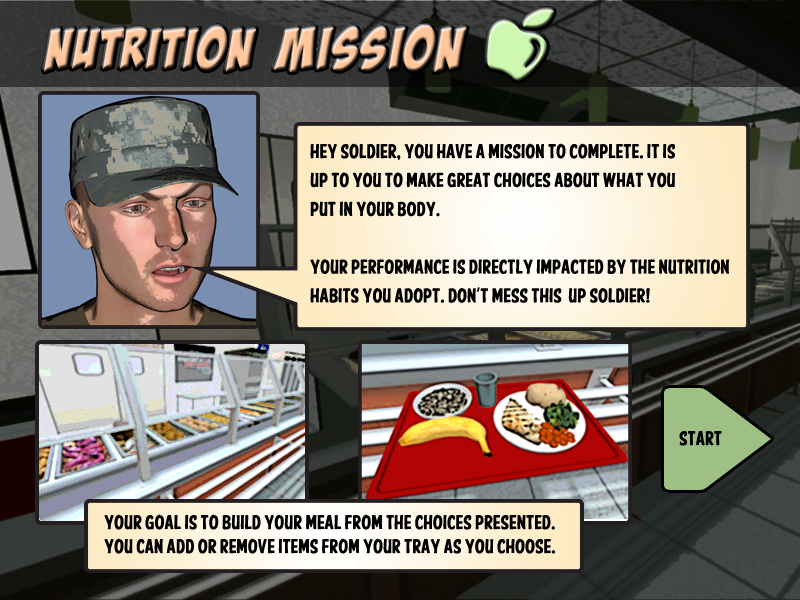 NUTRITION MISSION
HEY SOLDIER, YOU HAVE A MISSION TO COMPLETE. IT IS
UP TO YOU TO MAKE GREAT CHOICES ABOUT WHAT YOU
PUT IN YOUR BODY.
YOUR PERFORMANCE IS DIRECTLY IMPACTED BY THE NUTRITION
HABITS YOU ADOPT. DON'T MESS THIS UP SOLDIER!
START
YOUR GOAL IS TO BUILD YOUR MEAL FROM THE CHOICES PRESENTED.
YOU CAN ADD OR REMOVE ITEMS FROM YOUR TRAY AS YOU CHOOSE.